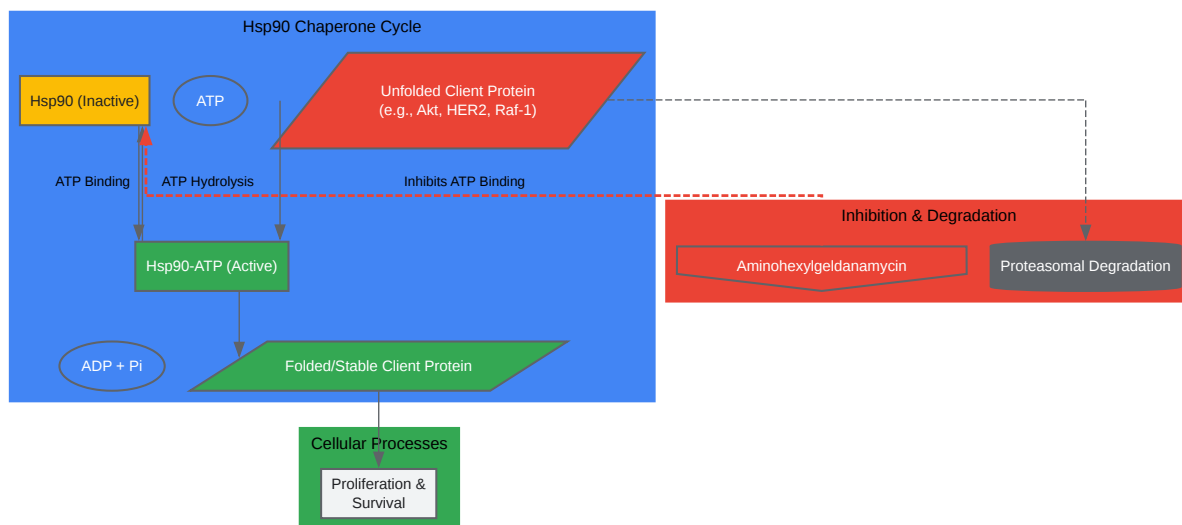 Hsp90 Chaperone Cycle
Hsp90 (Inactive)
ATP
Unfolded Client Protein
(e.g., Akt, HER2, Raf-1)
ATP Binding
ATP Hydrolysis
Inhibits ATP Binding
Inhibition & Degradation
Hsp90-ATP (Active)
Aminohexylgeldanamycin
Proteasomal Degradation
ADP + Pi
Folded/Stable Client Protein
Cellular Processes
Proliferation &
Survival